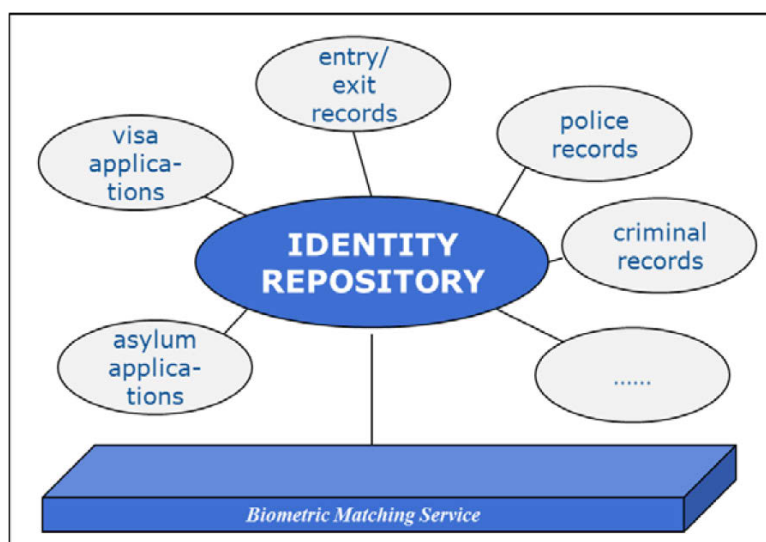 entry/
exit
records
visa
applica-
tions
police
records
IDENTITY
REPOSITORY
criminal
records
asylum
applica-
tions
......
Biometric Matching Service